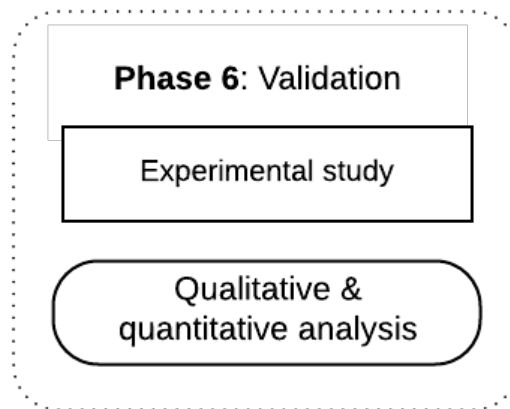 Phase 6: Validation
Experimental study
Qualitative &
quantitative analysis